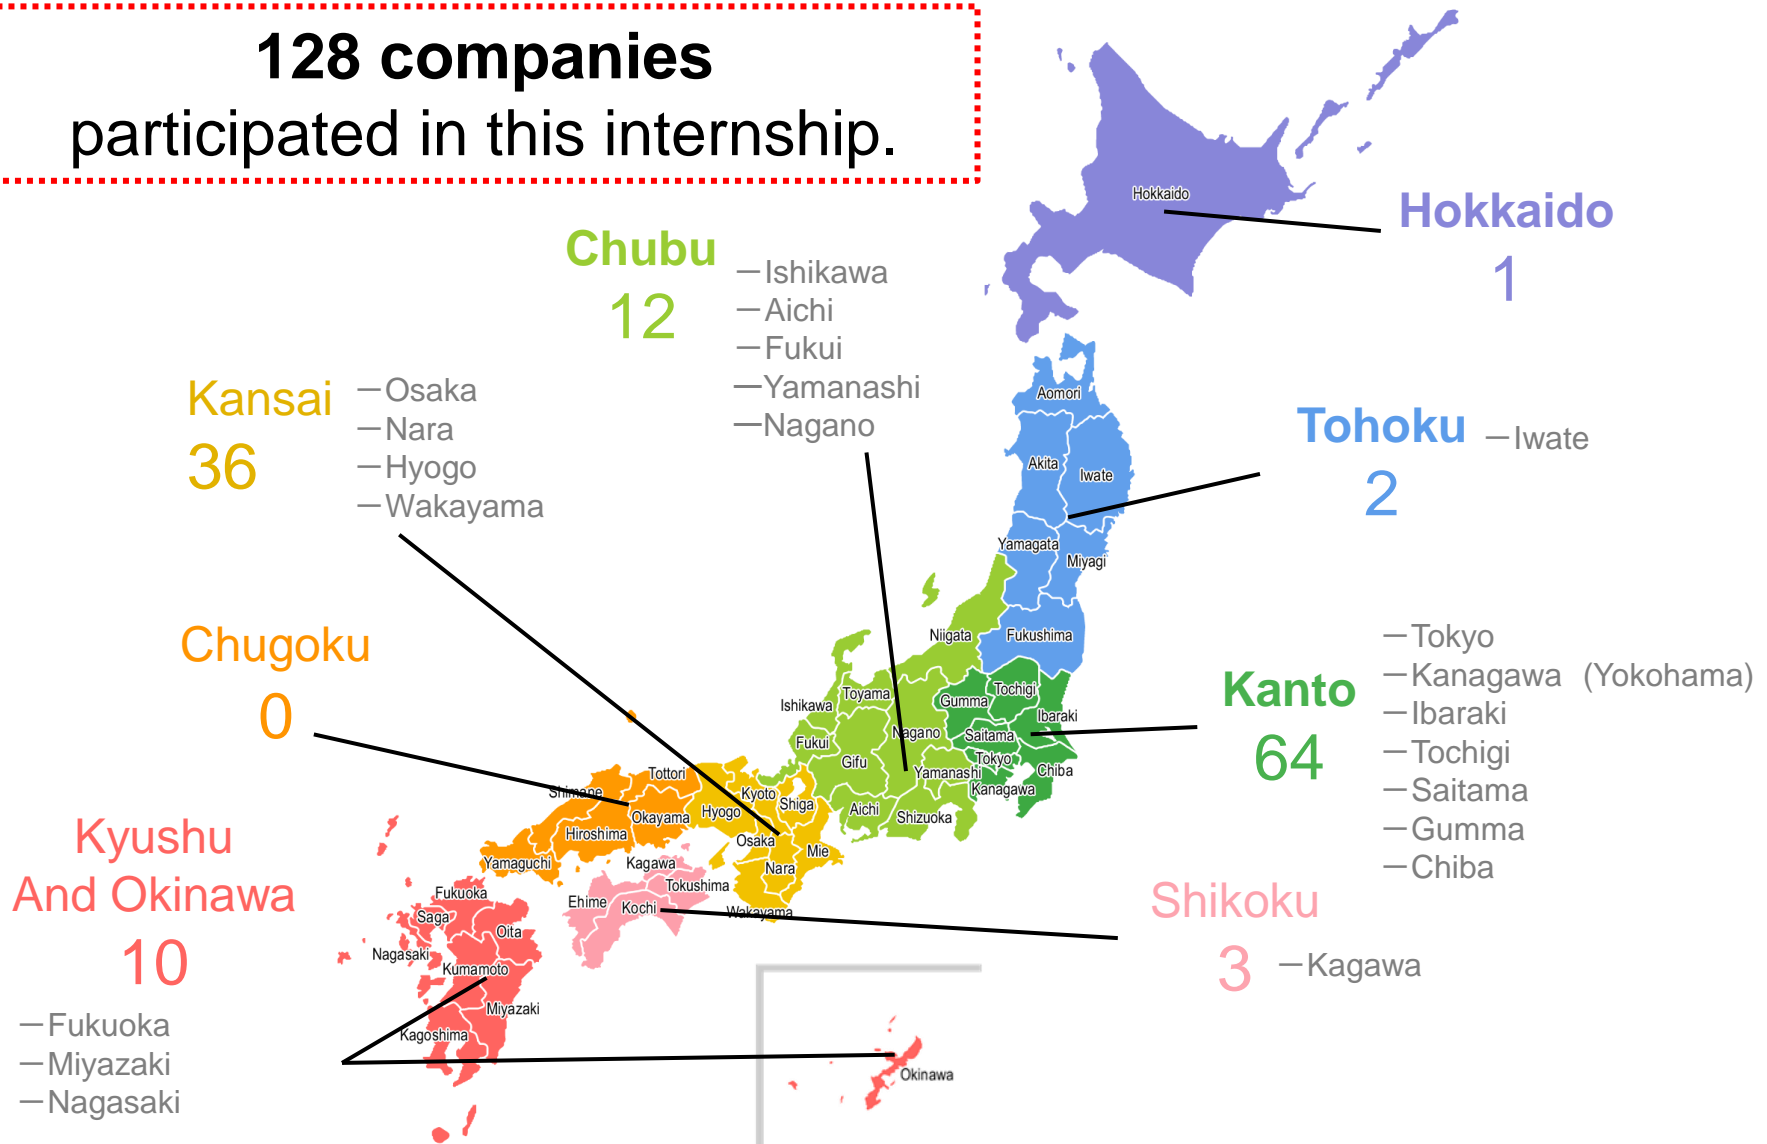 128 companies
participated in this internship.
Hokkaido
Hokkaido
1
Chubu
12
—Ishikawa
—Aichi
—Fukui
—Yamanashi
—Nagano
Kansai
36
—Osaka
—Nara
—Hyogo
—Wakayama
Tohoku
2
—Iwate
Aomori
Akita
Iwate
Yamagata
Miyagi
Fukushima
Chugoku
0
Kanto
64
—Tokyo
—Kanagawa (Yokohama)
—Ibaraki
—Tochigi
—Saitama
—Gumma
—Chiba
Niigata
Toyama
Ishikawa
Fukui
Gifu
Nagano
Yamanashi
Aichi
Shizuoka
Gumma
Tochigi
Ibaraki
Saitama
Tokyo
Chiba
Kanagawa
Tottori
Shimane
Okayama
Hiroshima
Yamaguchi
Kyoto
Shiga
Hyogo
Osaka
Mie
Nara
Wakayama
Kagawa
Tokushima
Ehime
Kochi
Shikoku
3
—Kagawa
Kyushu
And Okinawa
10
—Fukuoka
—Miyazaki
—Nagasaki
Fukuoka
Saga
Oita
Nagasaki
Kumamoto
Miyazaki
Kagoshima
Okinawa